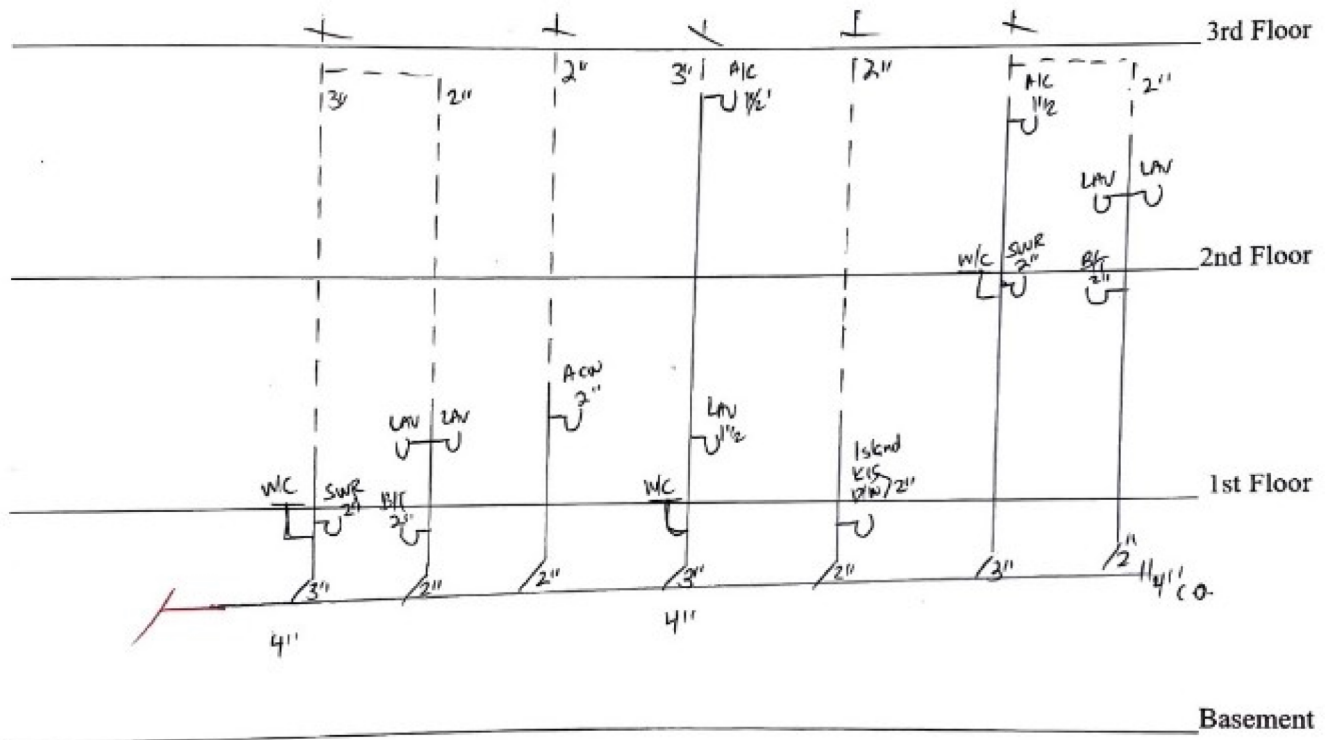 3rd Floor
3"
2"
2"
3"
A/C
1½"
2"
A/C
1½
2"
LAV LAV
2nd Floor
W/C
SWR
2"
B/T
2"
ACW
2"
LAV LAV
LAV
1½
Island
K/S
D/W
2"
1st Floor
W/C
SWR
2"
B/T
2"
W/C
3"
2"
2"
3"
2"
3"
2"
4" CO.
4"
4"
Basement